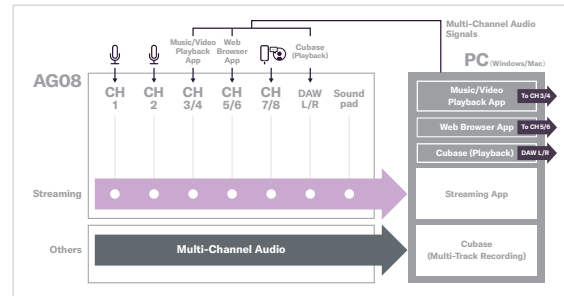 Multi-Channel Audio
Signals
Music/Video
Playback
App
Web
Browser
App
Cubase
(Playback)
PC (Windows/Mac)
AG08
CH
1
CH
2
CH
3/4
CH
5/6
CH
7/8
DAW
L/R
Sound
pad
Music/Video
Playback App
To CH3/4
Web Browser App
To CH5/6
Cubase (Playback)
DAW L/R
Streaming
Streaming App
Others
Multi-Channel Audio
Cubase
(Multi-Track Recording)